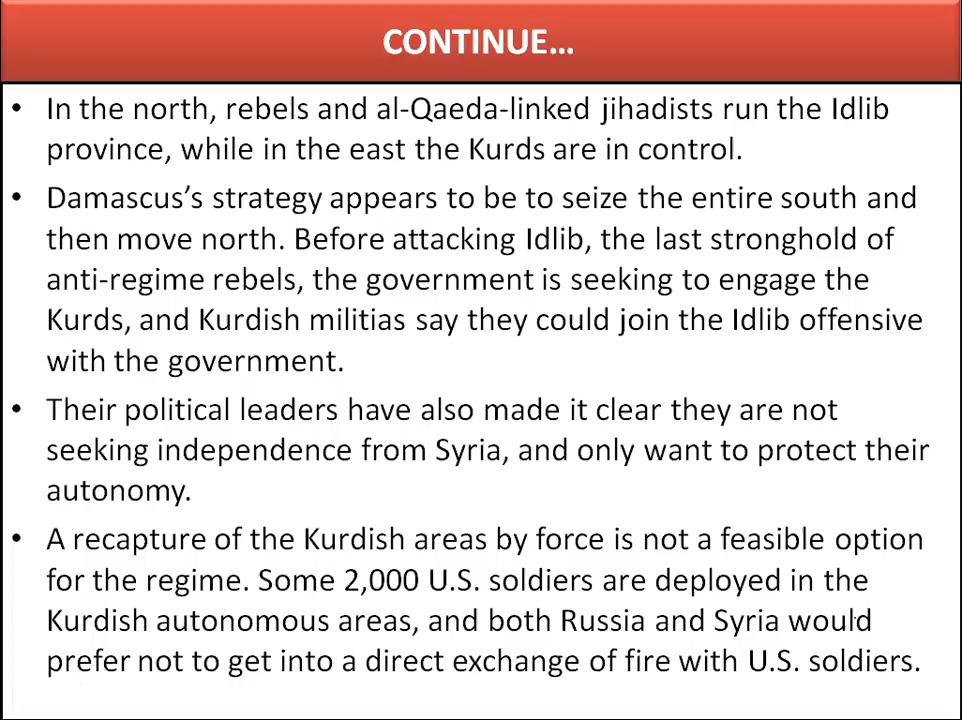 CONTINUE…
• In the north, rebels and al-Qaeda-linked jihadists run the Idlib
province, while in the east the Kurds are in control.
• Damascus’s strategy appears to be to seize the entire south and
then move north. Before attacking Idlib, the last stronghold of
anti-regime rebels, the government is seeking to engage the
Kurds, and Kurdish militias say they could join the Idlib offensive
with the government.
• Their political leaders have also made it clear they are not
seeking independence from Syria, and only want to protect their
autonomy.
• A recapture of the Kurdish areas by force is not a feasible option
for the regime. Some 2,000 U.S. soldiers are deployed in the
Kurdish autonomous areas, and both Russia and Syria would
prefer not to get into a direct exchange of fire with U.S. soldiers.